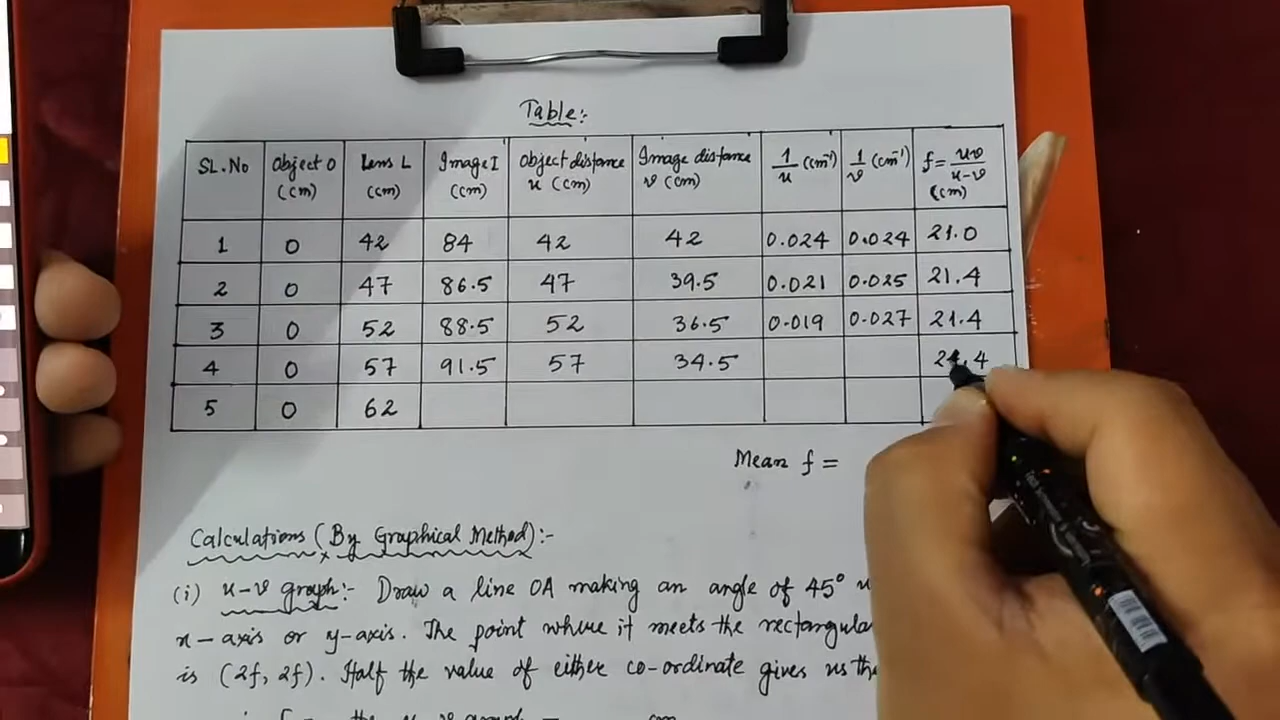 Table:
SL.No Object O (cm) Lens L (cm) Image I (cm) Object distance u (cm) Image distance v (cm) 1/u (cm⁻¹) 1/v (cm⁻¹) f = uv/u-v (cm)
1 0 42 84 42 42 0.024 0.024 21.0
2 0 47 86.5 47 39.5 0.021 0.025 21.4
3 0 52 88.5 52 36.5 0.019 0.027 21.4
4 0 57 91.5 57 34.5
5 0 62
Mean f =
Calculations (By Graphical Method):-
(i) u-v graph:- Draw a line OA making an angle of 45°
x-axis or y-axis. The point where it meets the
is (2f, 2f). Half the value of either co-ordinate gives us